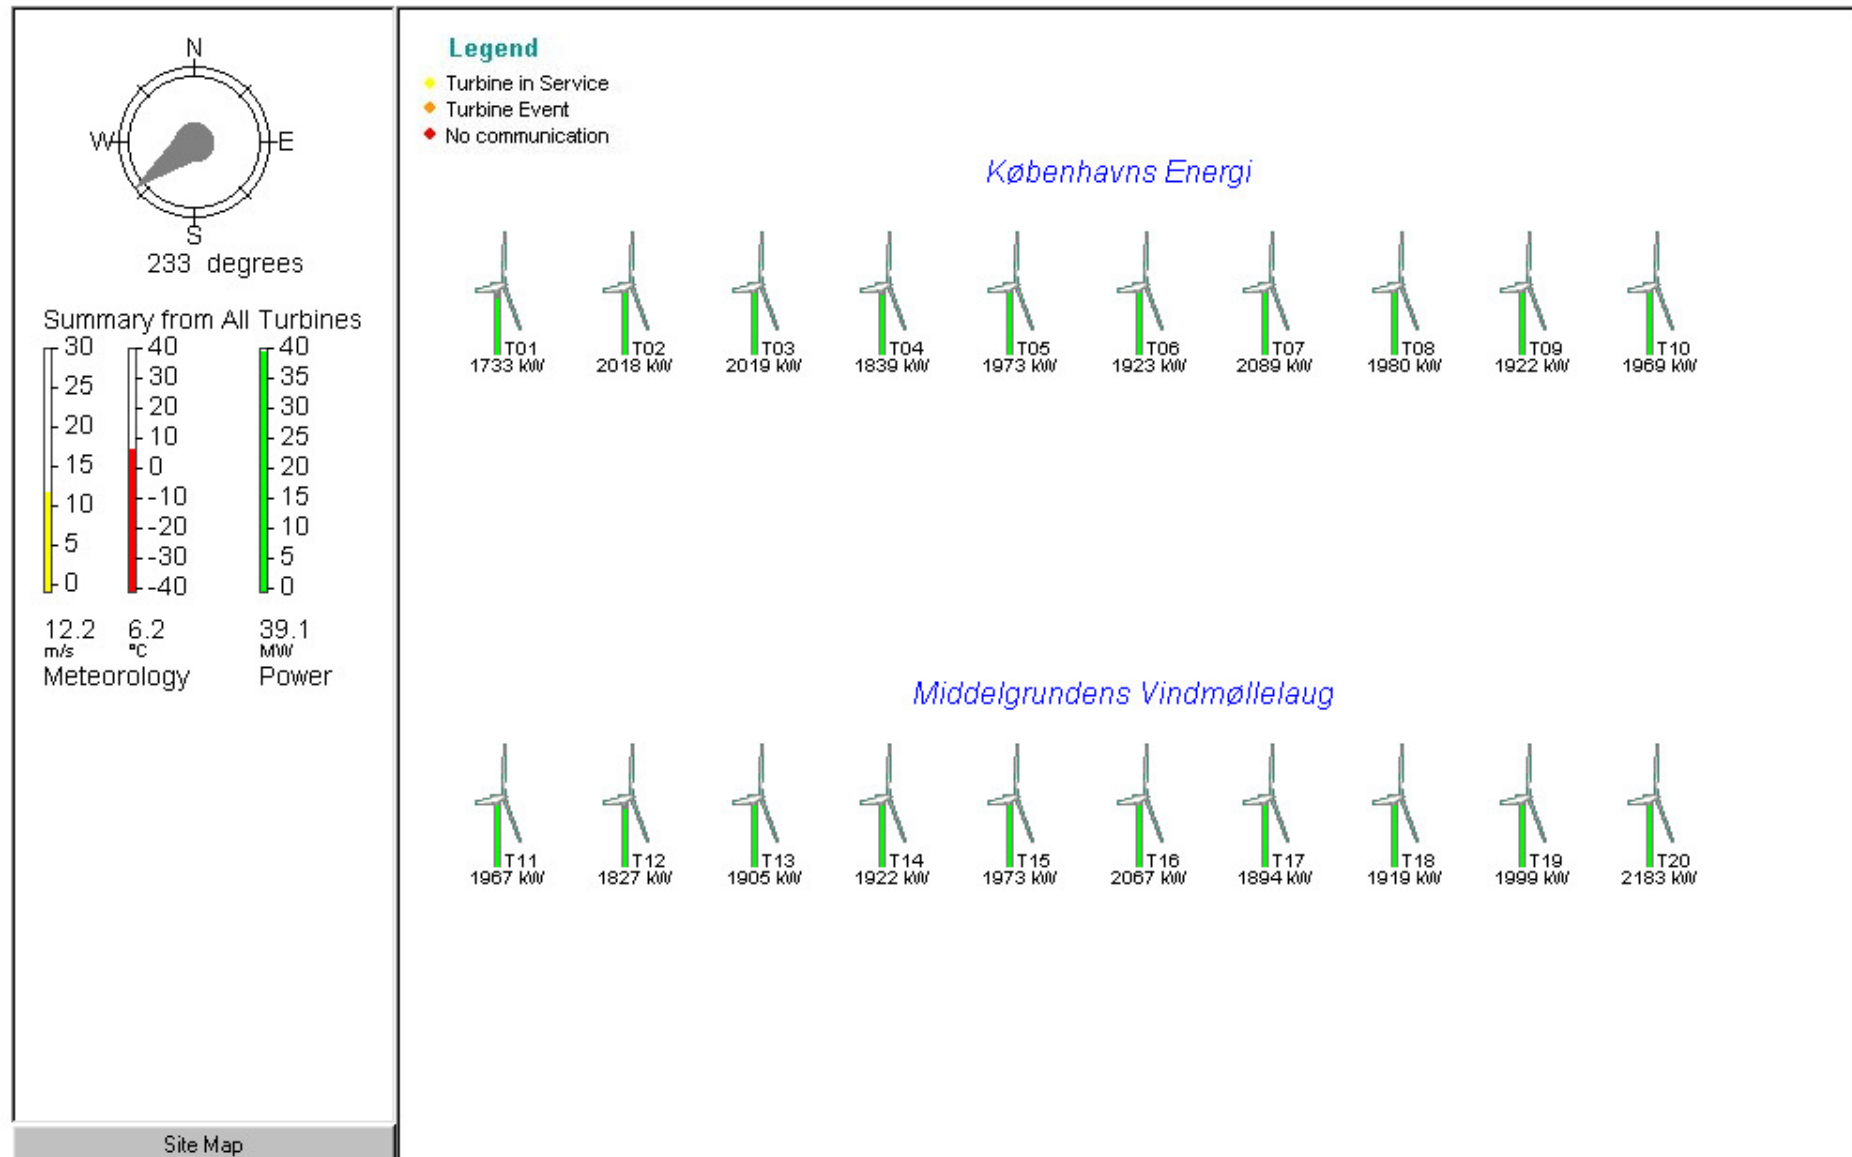 N
W E
S
233 degrees
Summary from All Turbines
30 40 40
25 30 35
20 20 30
15 10 25
10 0 20
5 -10 15
0 -20 10
-30 5
-40 0
12.2 6.2 39.1
m/s °C MW
Meteorology Power
Site Map
Legend
Turbine in Service
Turbine Event
No communication
Københavns Energi
T01 T02 T03 T04 T05 T06 T07 T08 T09 T10
1733 kW 2018 kW 2019 kW 1839 kW 1973 kW 1923 kW 2089 kW 1980 kW 1922 kW 1969 kW
Middelgrundens Vindmøllelaug
T11 T12 T13 T14 T15 T16 T17 T18 T19 T20
1967 kW 1827 kW 1905 kW 1922 kW 1973 kW 2067 kW 1894 kW 1919 kW 1999 kW 2183 kW